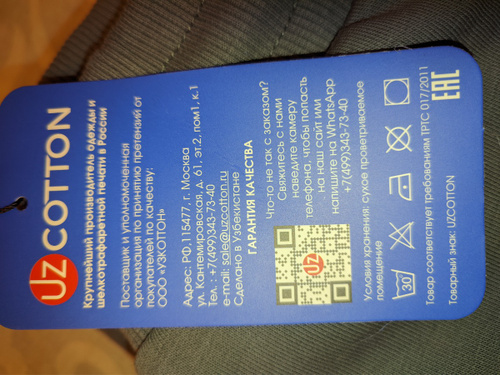 UZ COTTON
Крупнейший производитель одежды и
шелкотрафаретной печати в России
Поставщик и уполномоченная
организация по принятию претензий от
покупателей по качеству:
ООО «УЗКОТТОН»
Адрес: РФ,115477, г. Москва
ул. Кантемировская, д. 61, эт.2, пом1, к.1
Тел. : +7(499)343-73-40
e-mail: sale@uzcotton.ru
Сделано в Узбекистане
ГАРАНТИЯ КАЧЕСТВА
Что-то не так с заказом?
Свяжитесь с нами
наведите камеру
телефона, чтобы попасть
на наш сайт или
напишите на WhatsApp
+7(499)343-73-40
UZ
Условия хранения: сухое проветриваемое
помещение
30
EAC
Товар соответствует требованиям ТРТС 017/2011
Товарный знак: UZCOTTON